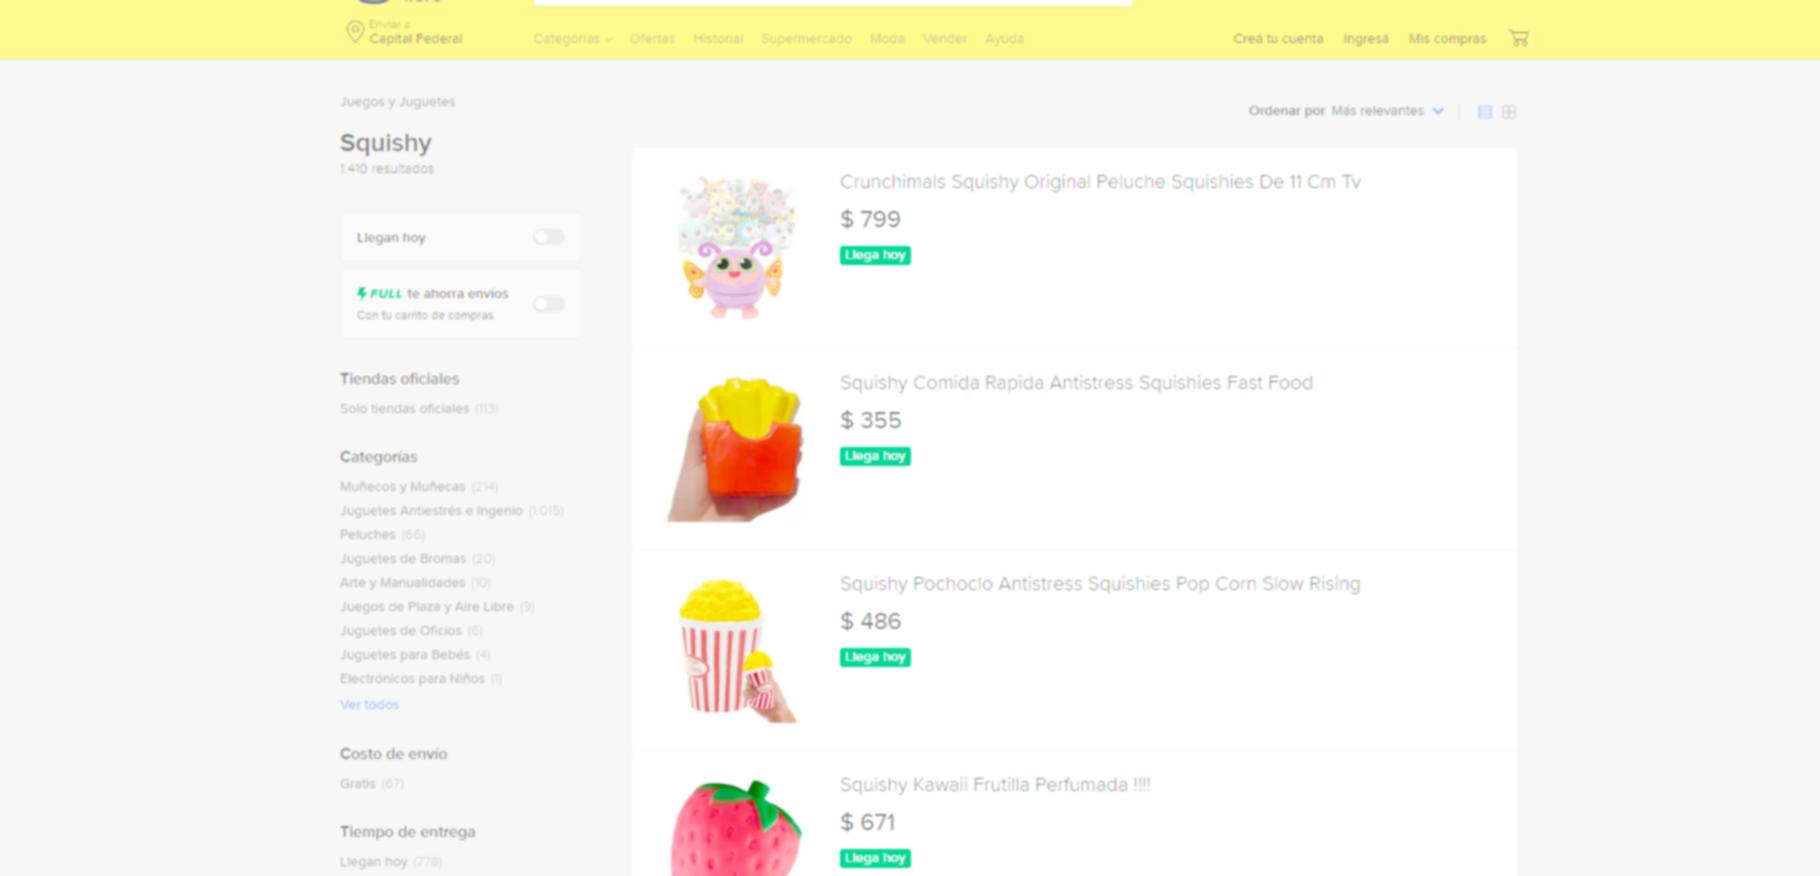 Enviar a
Capital Federal
Categorías Ofertas Historial Supermercado Moda Vender Ayuda
Creá tu cuenta Ingresá Mis compras
Juegos y Juguetes
Squishy
1.410 resultados
Ordenar por Más relevantes
Llegan hoy
FULL te ahorra envíos
Con tu carrito de compras
Tiendas oficiales
Solo tiendas oficiales (113)
Categorías
Muñecos y Muñecas (214)
Juguetes Antiestrés e Ingenio (1.015)
Peluches (66)
Juguetes de Bromas (20)
Arte y Manualidades (10)
Juegos de Plaza y Aire Libre (9)
Juguetes de Oficios (6)
Juguetes para Bebés (4)
Electrónicos para Niños (1)
Ver todos
Costo de envío
Gratis (67)
Tiempo de entrega
Llegan hoy (778)
Crunchimals Squishy Original Peluche Squishies De 11 Cm Tv
$ 799
Llega hoy
Squishy Comida Rapida Antistress Squishies Fast Food
$ 355
Llega hoy
Squishy Pochoclo Antistress Squishies Pop Corn Slow Rising
$ 486
Llega hoy
Squishy Kawaii Frutilla Perfumada !!!!
$ 671
Llega hoy